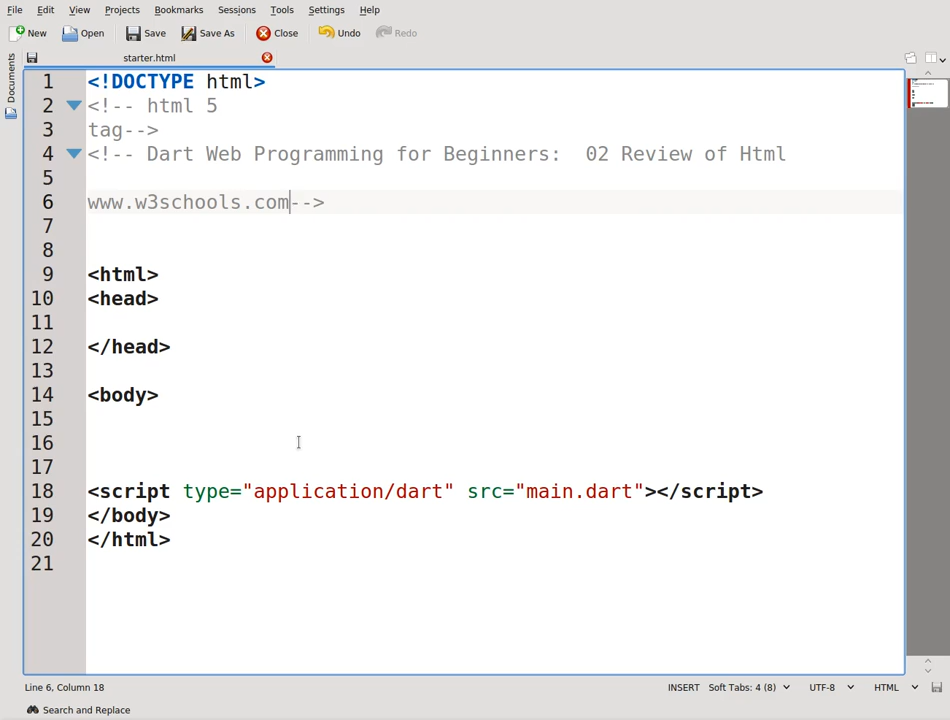 File Edit View Projects Bookmarks Sessions Tools Settings Help
New Open Save Save As Close Undo Redo
starter.html
Documents
1 <!DOCTYPE html>
2 <!-- html 5
3 tag-->
4 <!-- Dart Web Programming for Beginners:  02 Review of Html
5
6 www.w3schools.com-->
7
8
9 <html>
10 <head>
11
12 </head>
13
14 <body>
15
16
17
18 <script type="application/dart" src="main.dart"></script>
19 </body>
20 </html>
21
Line 6, Column 18 INSERT Soft Tabs: 4 (8) UTF-8 HTML
Search and Replace